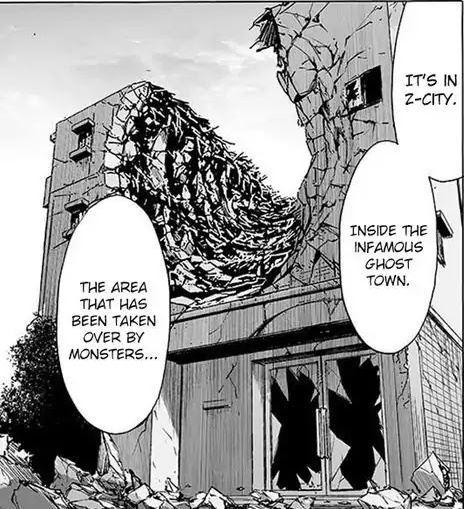 IT'S IN
Z-CITY.
INSIDE THE
INFAMOUS
GHOST
TOWN.
THE AREA
THAT HAS
BEEN TAKEN
OVER BY
MONSTERS...